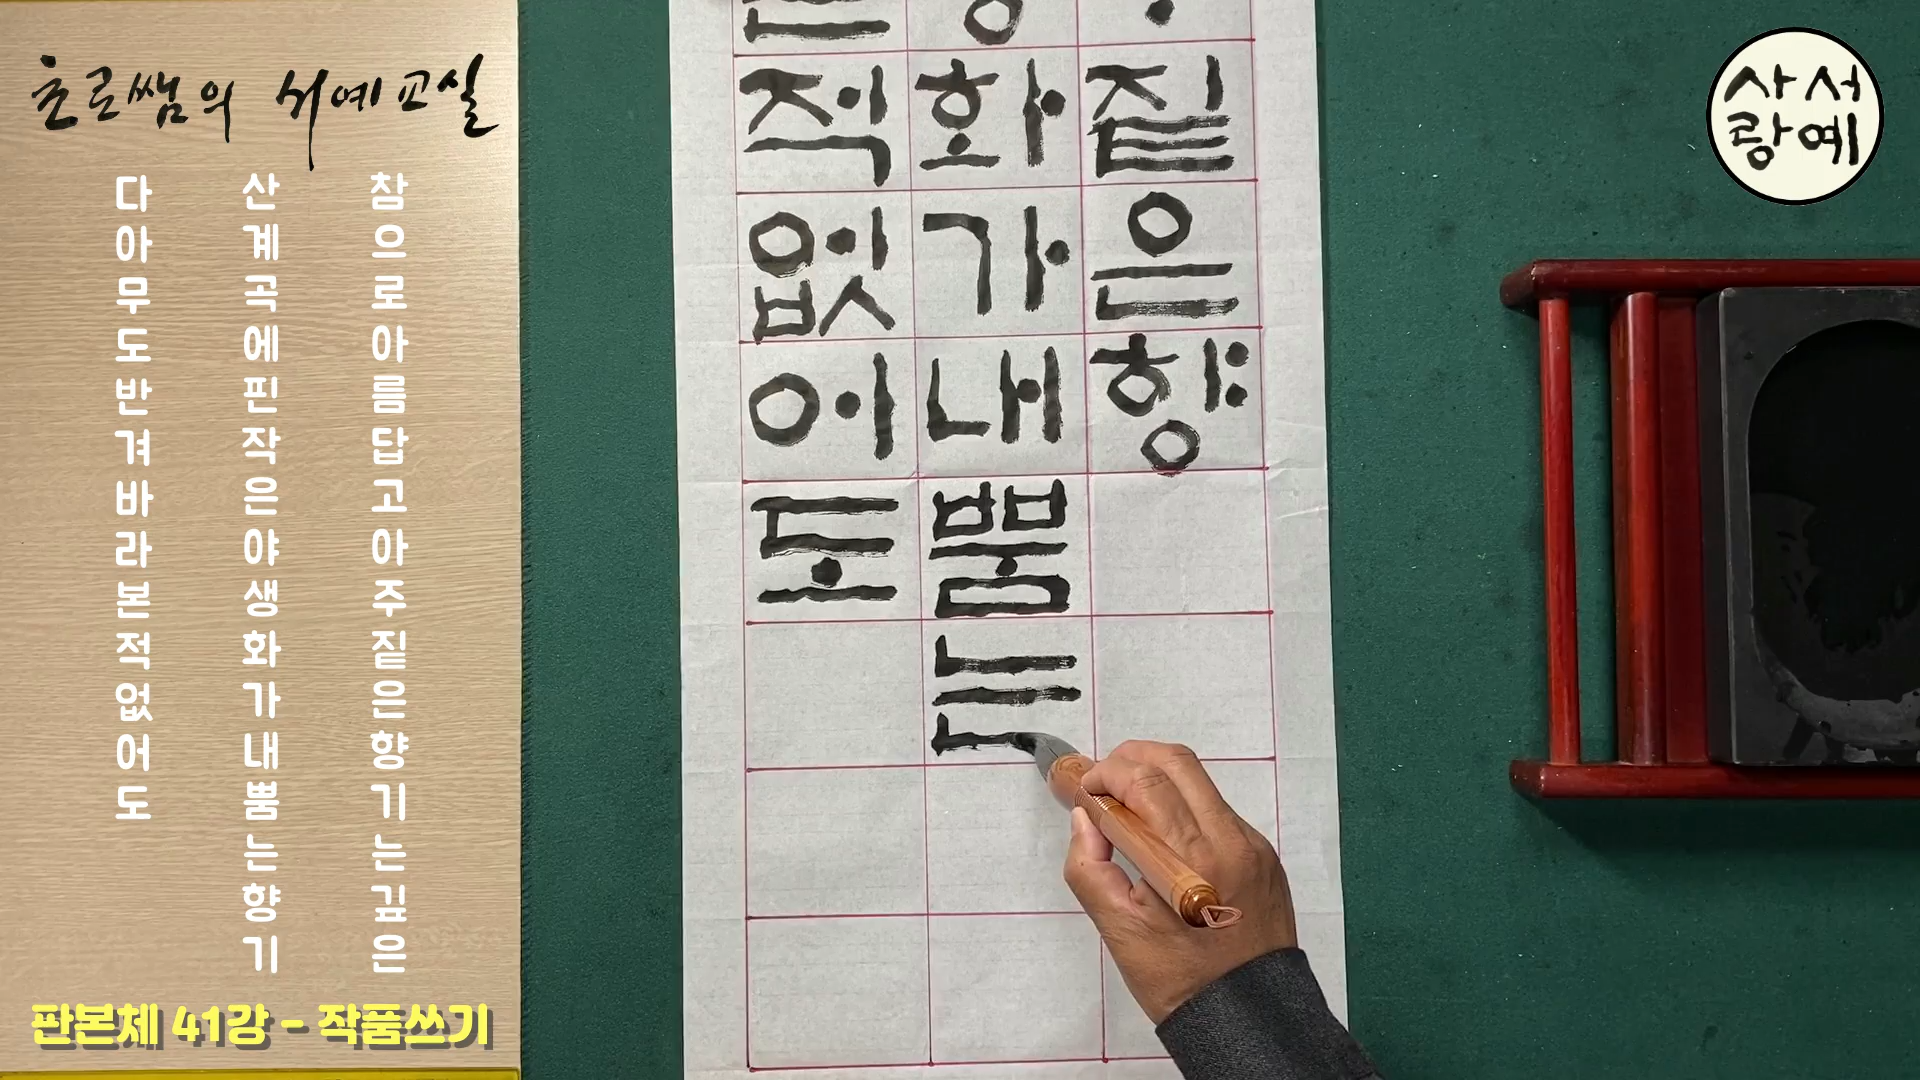 초로쌤의 서예교실
참으로아름답고아주짙은향기는깊은
산계곡에핀작은야생화가내뿜는향기
다아무도반겨바라본적없어도
판본체 41강 - 작품쓰기
짙은향
화가내뿜는
적없어도
서예
사랑